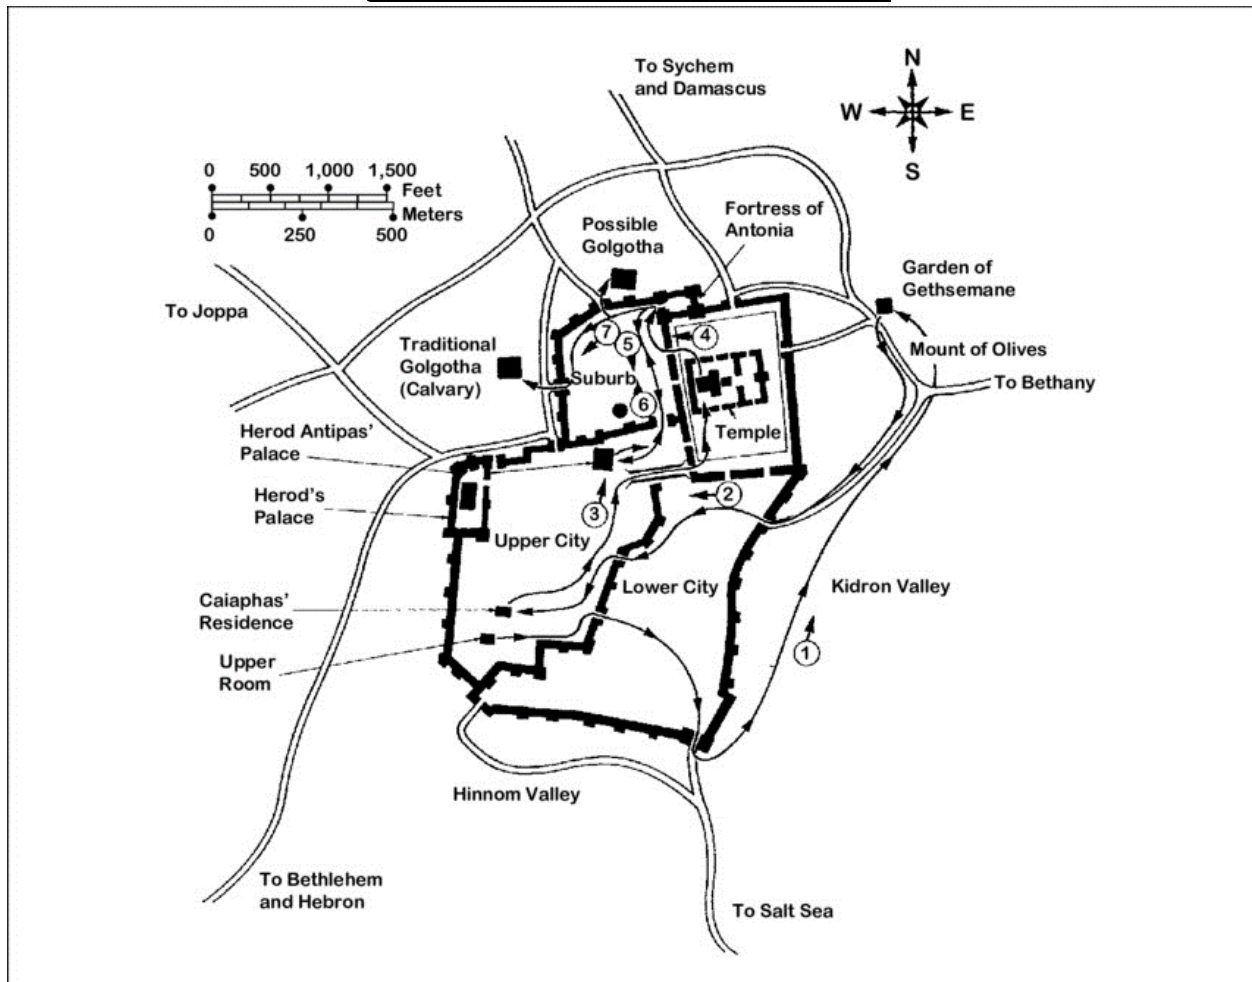 To Sychem
and Damascus
N
W
E
S
0 500 1,000 1,500
Feet
Meters
0 250 500
Possible
Golgotha
Fortress of
Antonia
Garden of
Gethsemane
To Joppa
Traditional
Golgotha
(Calvary)
7
5
4
Mount of Olives
Suburb
To Bethany
6
Herod Antipas'
Palace
Temple
Herod's
Palace
3
2
Upper City
Lower City
Kidron Valley
Caiaphas'
Residence
1
Upper
Room
Hinnom Valley
To Bethlehem
and Hebron
To Salt Sea